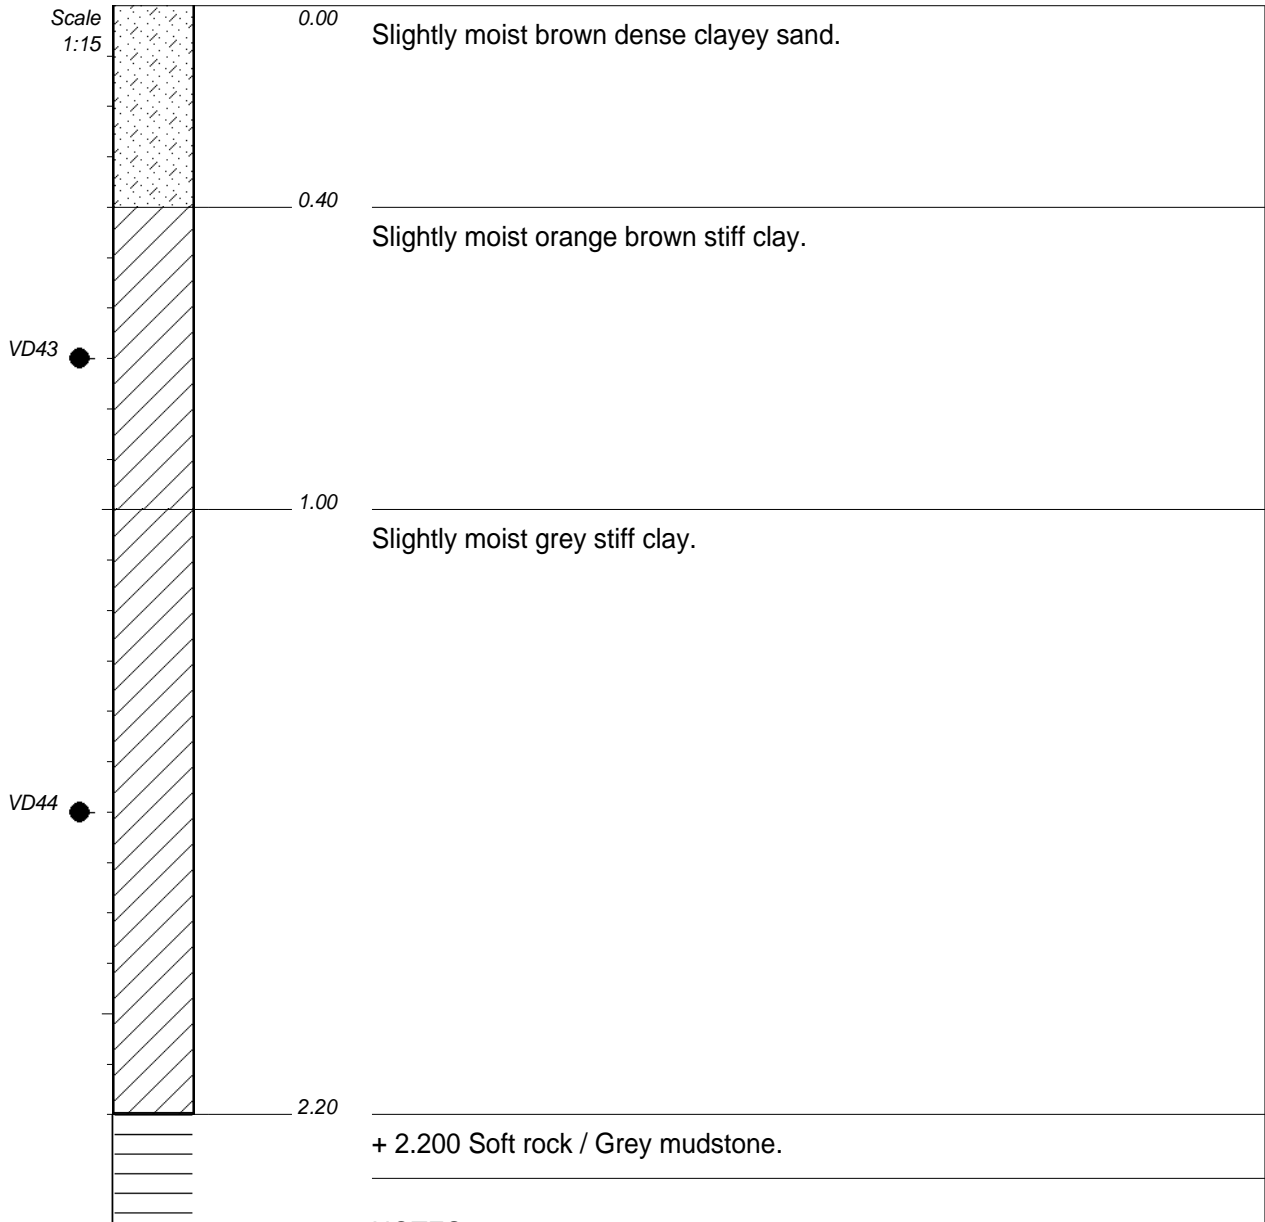 Scale
1:15
0.00
Slightly moist brown dense clayey sand.
0.40
Slightly moist orange brown stiff clay.
VD43
1.00
Slightly moist grey stiff clay.
VD44
2.20
+ 2.200 Soft rock / Grey mudstone.